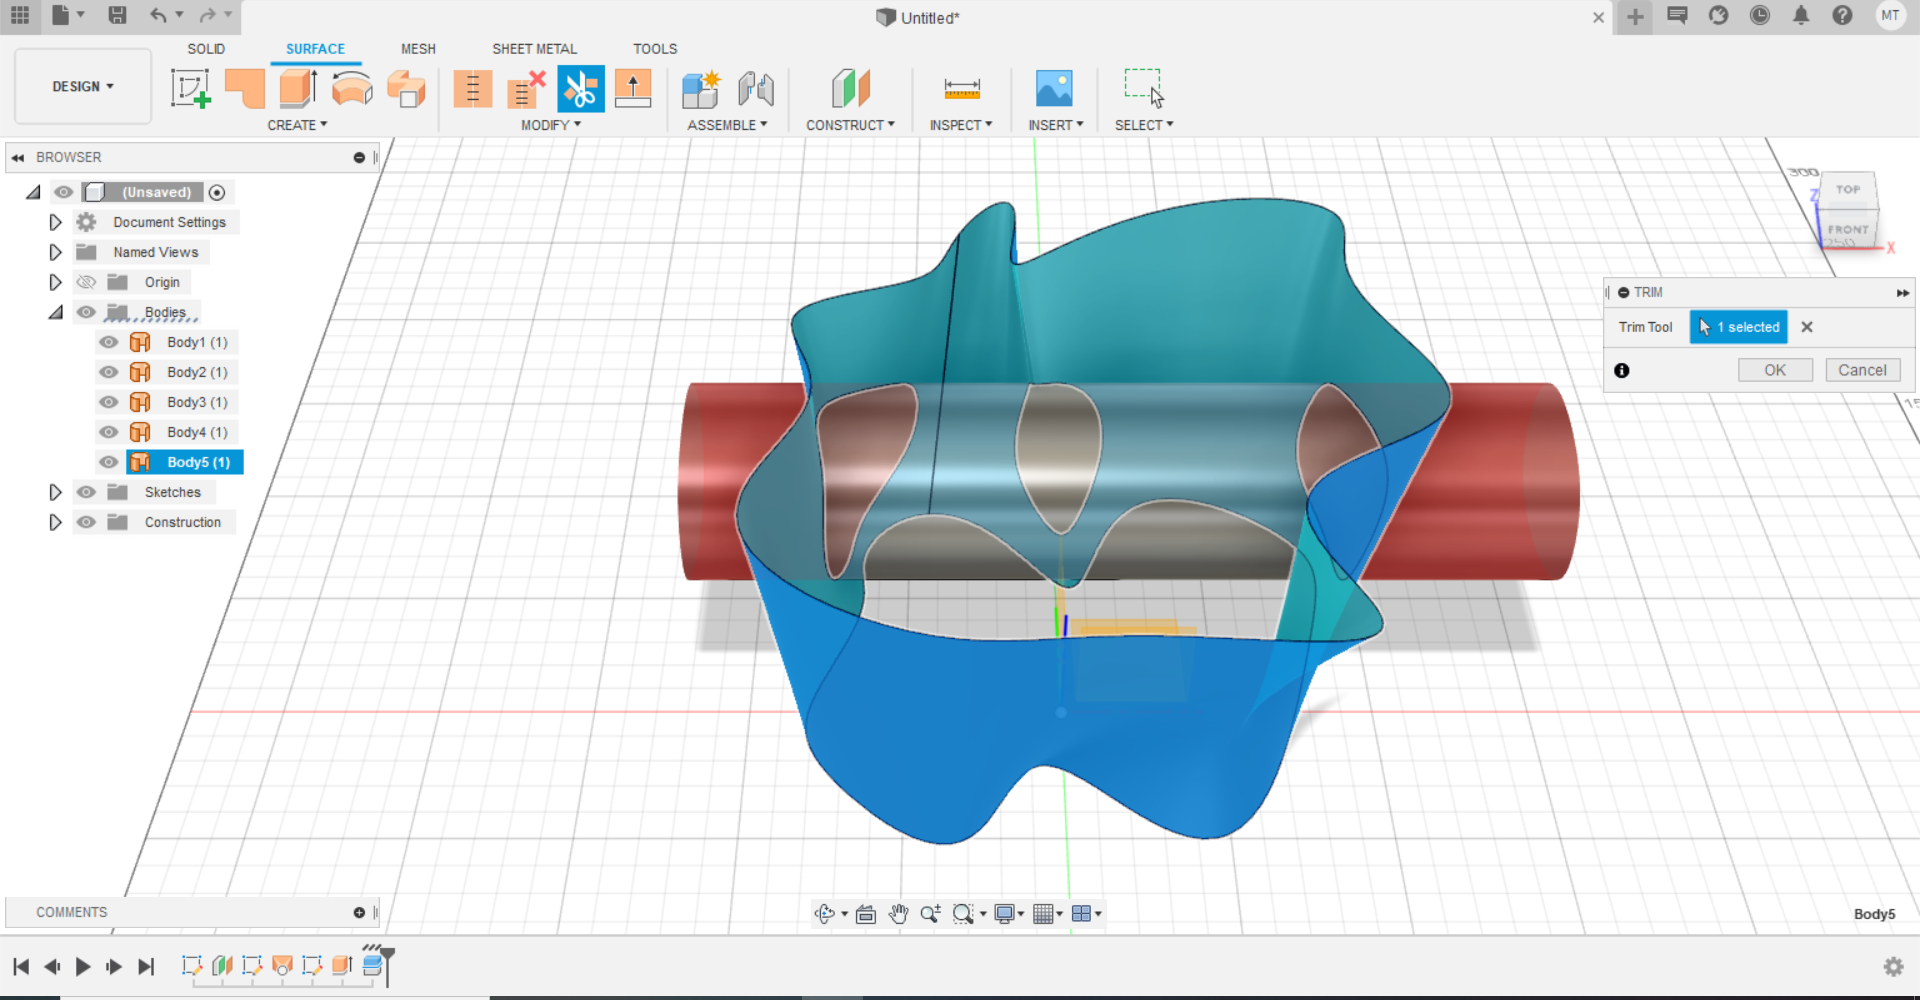 Untitled*
MT
SOLID
SURFACE
MESH
SHEET METAL
TOOLS
DESIGN
CREATE
MODIFY
ASSEMBLE
CONSTRUCT
INSPECT
INSERT
SELECT
BROWSER
(Unsaved)
Document Settings
Named Views
Origin
Bodies
Body1 (1)
Body2 (1)
Body3 (1)
Body4 (1)
Body5 (1)
Sketches
Construction
300
Z
TOP
FRONT
250
X
TRIM
Trim Tool
1 selected
OK
Cancel
COMMENTS
Body5